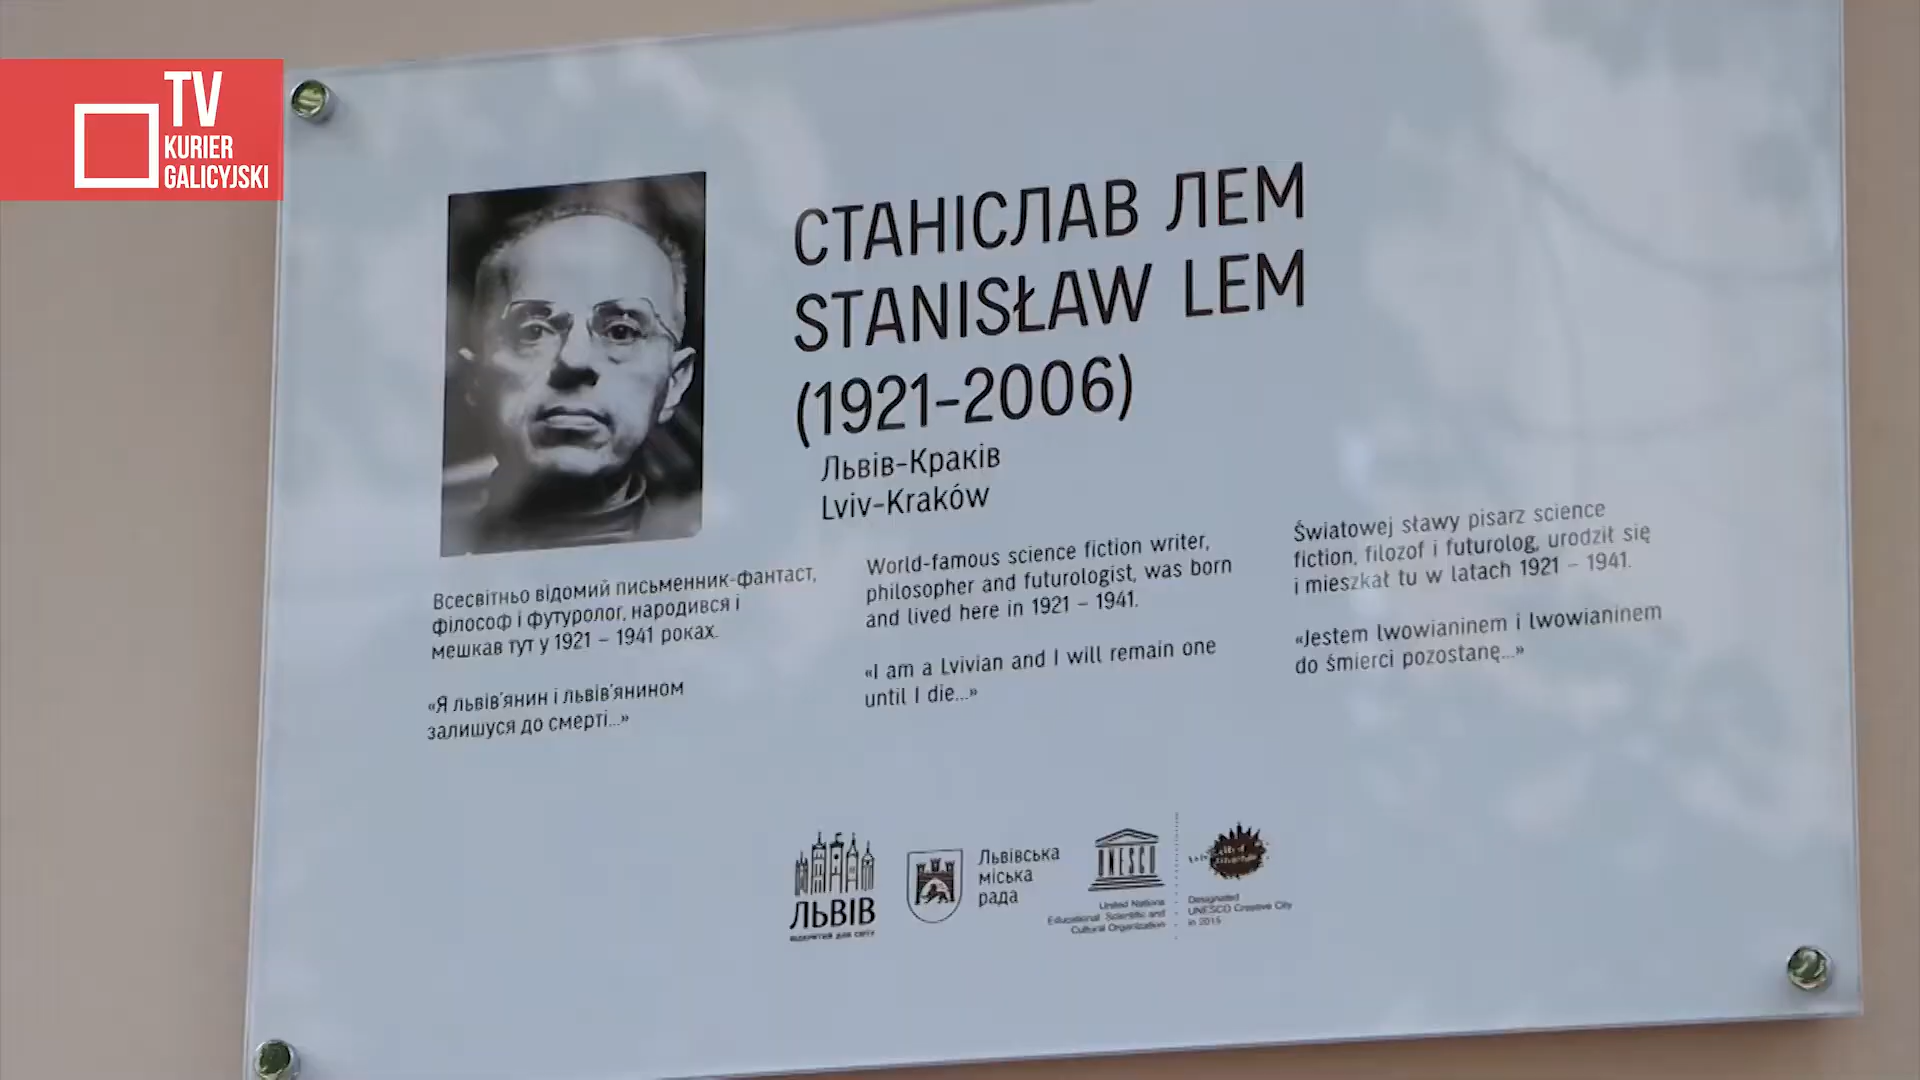 TV
KURIER
GALICYJSKI
СТАНІСЛАВ ЛЕМ
STANISŁAW LEM
(1921-2006)
Львів-Краків
Lviv-Kraków
Всесвітньо відомий письменник-фантаст,
філософ і футуролог, народився і
мешкав тут у 1921 – 1941 роках.
«Я львів'янин і львів'янином
залишуся до смерті...»
World-famous science fiction writer,
philosopher and futurologist, was born
and lived here in 1921 – 1941.
«I am a Lvivian and I will remain one
until I die...»
Światowej sławy pisarz science
fiction, filozof i futurolog, urodził się
i mieszkał tu w latach 1921 – 1941.
«Jestem lwowianinem i lwowianinem
do śmierci pozostanę...»
ЛЬВІВ
ВІДКРИТИЙ ДЛЯ СВІТУ
Львівська
міська
рада
UNESCO
United Nations
Educational, Scientific and
Cultural Organization
Designated
UNESCO Creative City
in 2015